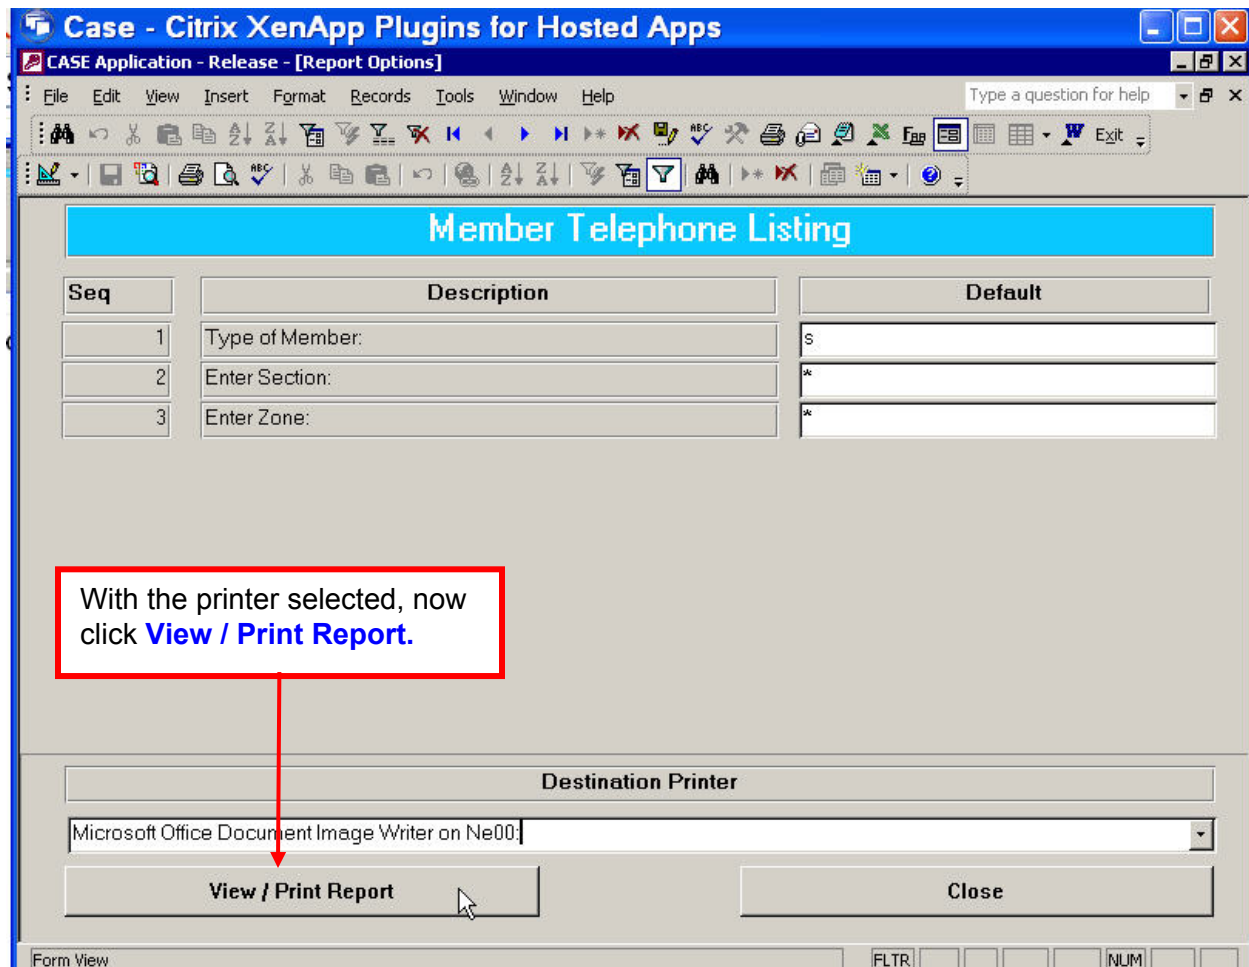 Case - Citrix XenApp Plugins for Hosted Apps
CASE Application - Release - [Report Options]
File Edit View Insert Format Records Tools Window Help Type a question for help
Exit
Member Telephone Listing
Seq Description Default
1 Type of Member: s
2 Enter Section: *
3 Enter Zone: *
With the printer selected, now
click View / Print Report.
Destination Printer
Microsoft Office Document Image Writer on Ne00:
View / Print Report Close
Form View FLTR NUM